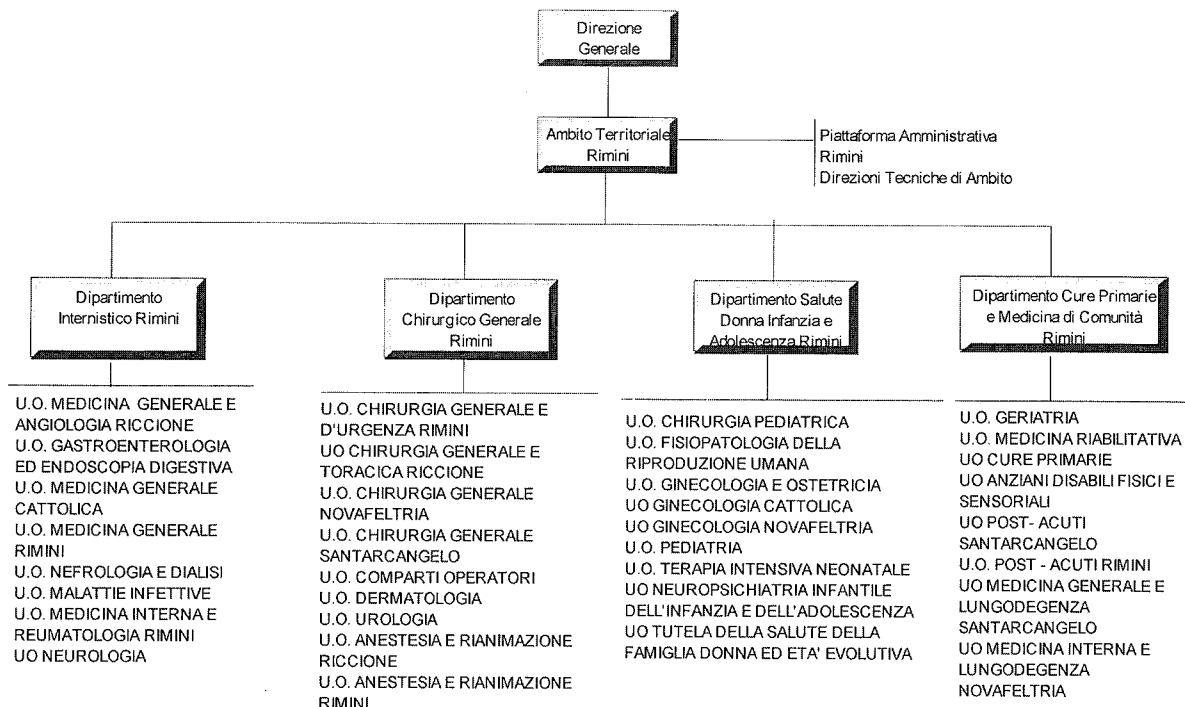 Direzione
Generale
Ambito Territoriale
Rimini
Piattaforma Amministrativa
Rimini
Direzioni Tecniche di Ambito
Dipartimento
Internistico Rimini
Dipartimento
Chirurgico Generale
Rimini
Dipartimento Salute
Donna Infanzia e
Adolescenza Rimini
Dipartimento Cure Primarie
e Medicina di Comunità
Rimini
U.O. MEDICINA GENERALE E
ANGIOLOGIA RICCIONE
U.O. GASTROENTEROLOGIA
ED ENDOSCOPIA DIGESTIVA
U.O. MEDICINA GENERALE
CATTOLICA
U.O. MEDICINA GENERALE
RIMINI
U.O. NEFROLOGIA E DIALISI
U.O. MALATTIE INFETTIVE
U.O. MEDICINA INTERNA E
REUMATOLOGIA RIMINI
UO NEUROLOGIA
U.O. CHIRURGIA GENERALE E
D'URGENZA RIMINI
UO CHIRURGIA GENERALE E
TORACICA RICCIONE
U.O. CHIRURGIA GENERALE
NOVAFELTRIA
U.O. CHIRURGIA GENERALE
SANTARCANGELO
U.O. COMPARTI OPERATORI
U.O. DERMATOLOGIA
U.O. UROLOGIA
U.O. ANESTESIA E RIANIMAZIONE
RICCIONE
U.O. ANESTESIA E RIANIMAZIONE
RIMINI
U.O. CHIRURGIA PEDIATRICA
U.O. FISIOPATOLOGIA DELLA
RIPRODUZIONE UMANA
U.O. GINECOLOGIA E OSTETRICIA
UO GINECOLOGIA CATTOLICA
UO GINECOLOGIA NOVAFELTRIA
U.O. PEDIATRIA
U.O. TERAPIA INTENSIVA NEONATALE
UO NEUROPSICHIATRIA INFANTILE
DELL'INFANZIA E DELL'ADOLESCENZA
UO TUTELA DELLA SALUTE DELLA
FAMIGLIA DONNA ED ETA' EVOLUTIVA
U.O. GERIATRIA
U.O. MEDICINA RIABILITATIVA
UO CURE PRIMARIE
UO ANZIANI DISABILI FISICI E
SENSORIALI
UO POST- ACUTI
SANTARCANGELO
U.O. POST - ACUTI RIMINI
UO MEDICINA GENERALE E
LUNGODEGENZA
SANTARCANGELO
UO MEDICINA INTERNA E
LUNGODEGENZA
NOVAFELTRIA